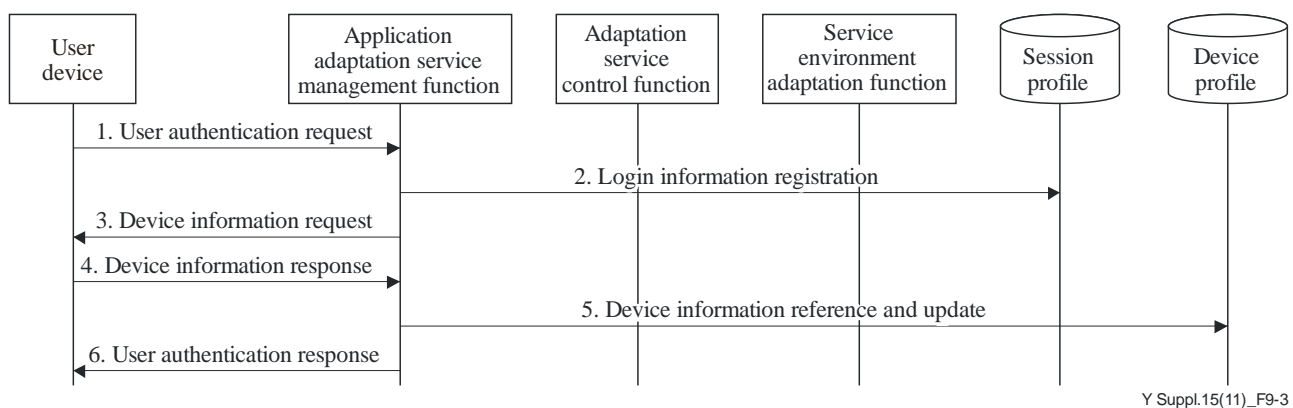 User
device
Application
adaptation service
management function
Adaptation
service
control function
Service
environment
adaptation function
Session
profile
Device
profile
1. User authentication request
2. Login information registration
3. Device information request
4. Device information response
5. Device information reference and update
6. User authentication response
Y Suppl.15(11)_F9-3